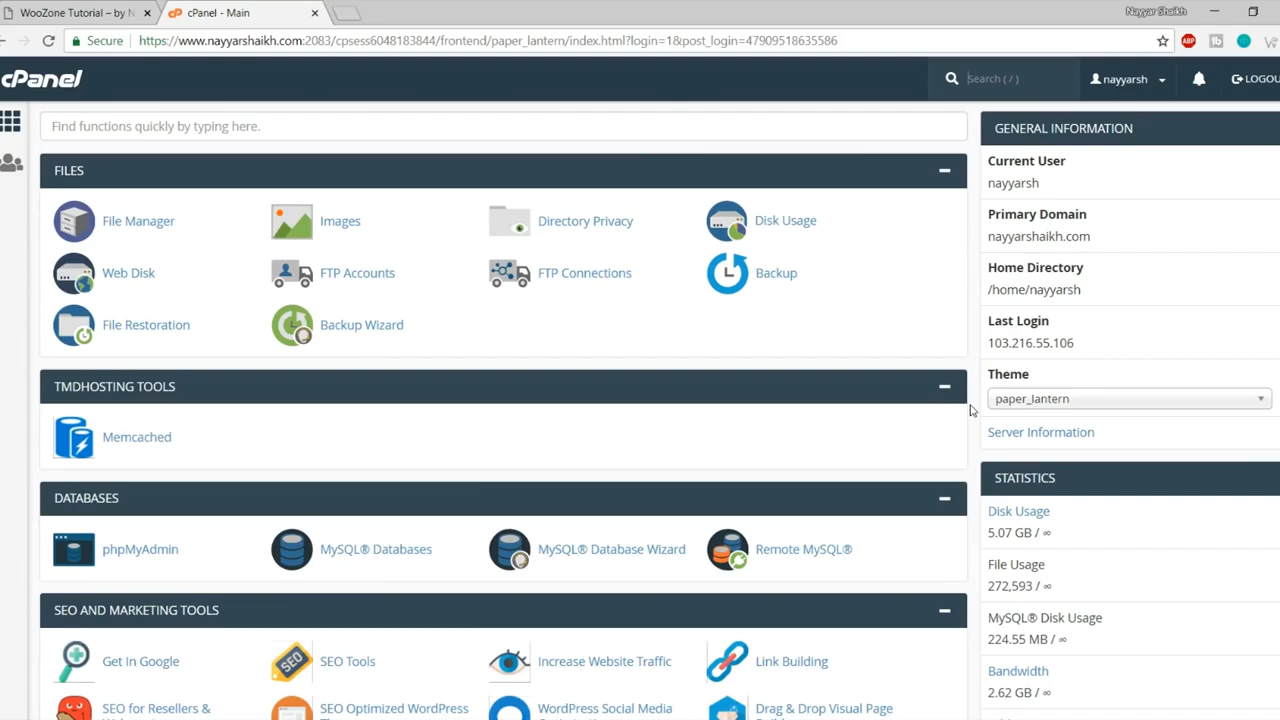 WooZone Tutorial – by N
cPanel - Main
Nayyar Shaikh
Secure
https://www.nayyarshaikh.com:2083/cpsess6048183844/frontend/paper_lantern/index.html?login=1&post_login=47909518635586
ABP
cPanel
Search ( / )
nayyarsh
LOGOU
Find functions quickly by typing here.
FILES
File Manager
Images
Directory Privacy
Disk Usage
Web Disk
FTP Accounts
FTP Connections
Backup
File Restoration
Backup Wizard
TMDHOSTING TOOLS
Memcached
DATABASES
phpMyAdmin
MySQL® Databases
MySQL® Database Wizard
Remote MySQL®
SEO AND MARKETING TOOLS
Get In Google
SEO
SEO Tools
Increase Website Traffic
Link Building
SEO for Resellers &
SEO Optimized WordPress
WordPress Social Media
Drag & Drop Visual Page
GENERAL INFORMATION
Current User
nayyarsh
Primary Domain
nayyarshaikh.com
Home Directory
/home/nayyarsh
Last Login
103.216.55.106
Theme
paper_lantern
Server Information
STATISTICS
Disk Usage
5.07 GB / ∞
File Usage
272,593 / ∞
MySQL® Disk Usage
224.55 MB / ∞
Bandwidth
2.62 GB / ∞